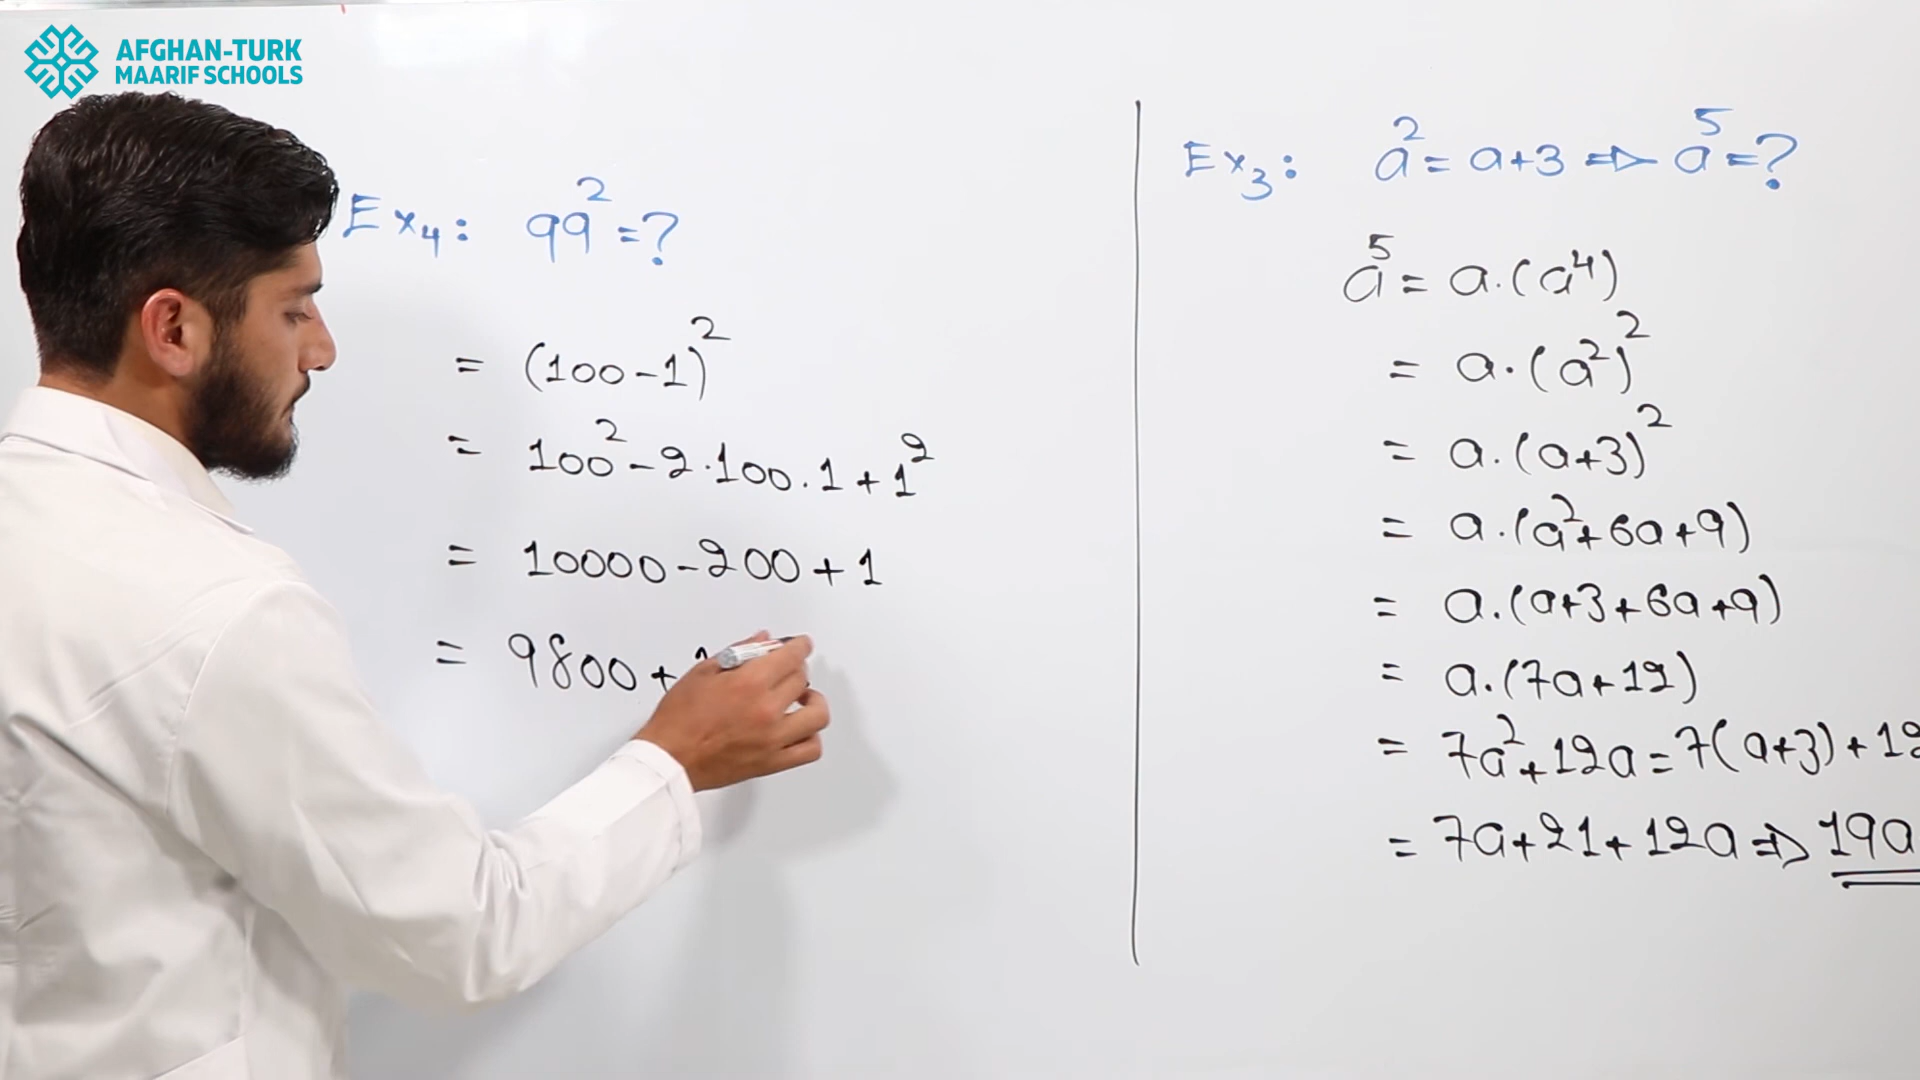 AFGHAN-TURK
MAARIF SCHOOLS
Ex₄: 99² = ?
= (100-1)²
= 100² - 2·100·1 + 1²
= 10000 - 200 + 1
= 9800 +
Ex₃: a² = a+3 ⇒ a⁵ = ?
a⁵ = a·(a⁴)
= a·(a²)²
= a·(a+3)²
= a·(a²+6a+9)
= a·(a+3+6a+9)
= a·(7a+12)
= 7a²+12a = 7(a+3)+12
= 7a+21+12a ⇒ 19a